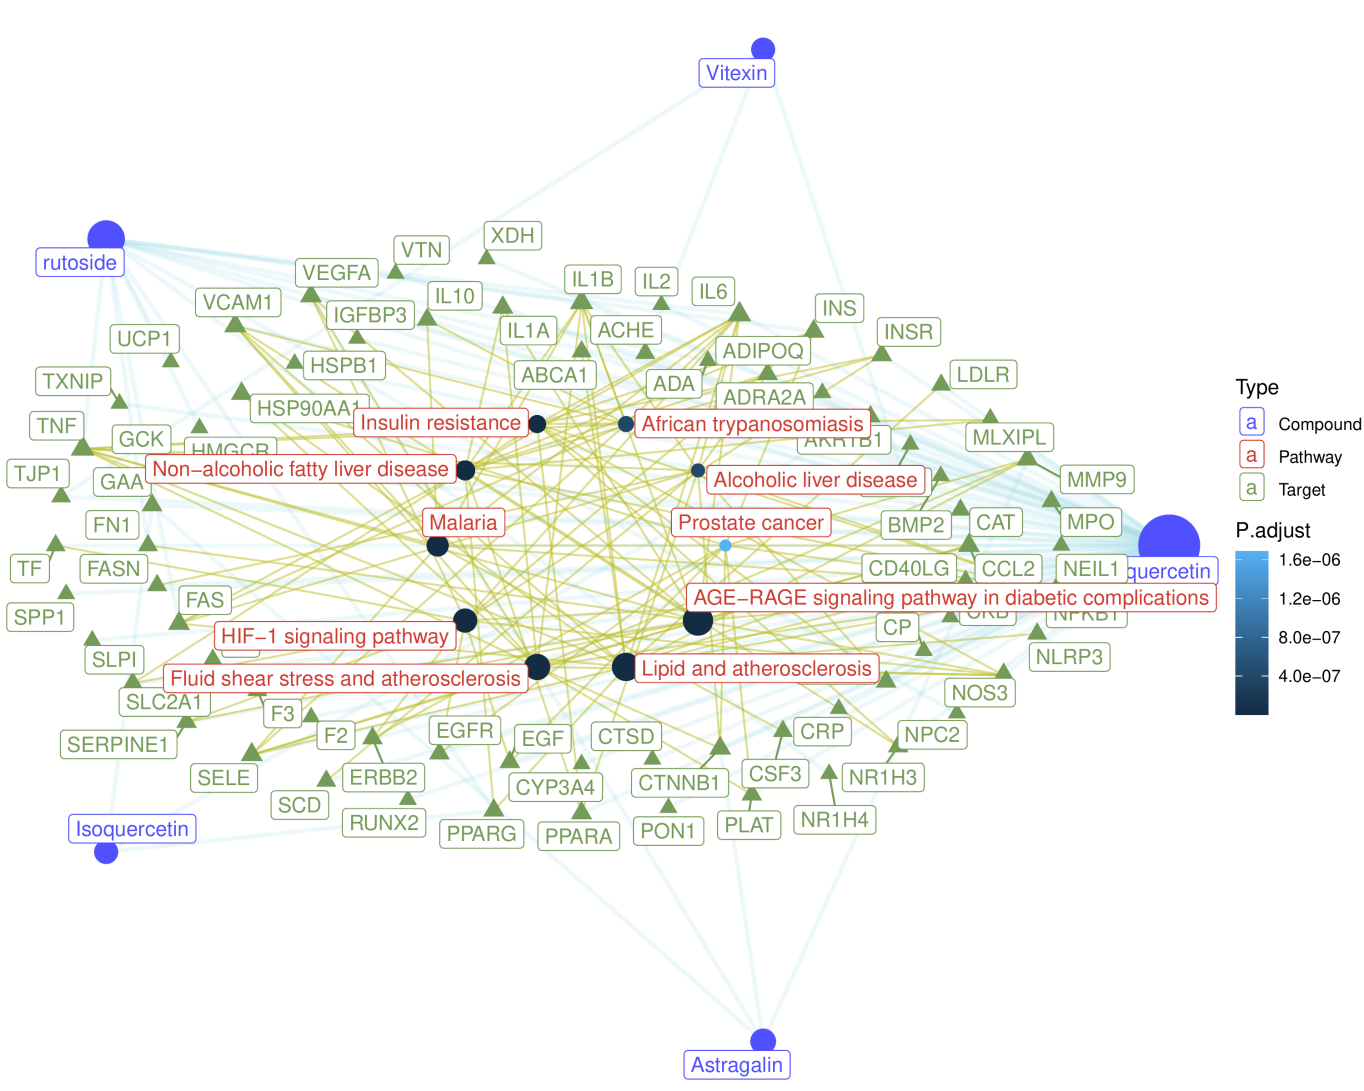 Vitexin
rutoside
XDH
VTN
VEGFA
IL1B
IL2
IL6
IL10
VCAM1
IGFBP3
INS
IL1A
ACHE
INSR
UCP1
ADIPOQ
HSPB1
ABCA1
LDLR
TXNIP
ADA
ADRA2A
HSP90AA1
TNF
Insulin resistance
African trypanosomiasis
GCK
AKR1B1
MLXIPL
HMGCR
Non−alcoholic fatty liver disease
TJP1
GAA
Alcoholic liver disease
MMP9
FN1
Malaria
Prostate cancer
BMP2
CAT
MPO
TF
FASN
CD40LG
CCL2
NEIL1
quercetin
FAS
AGE−RAGE signaling pathway in diabetic complications
SPP1
CKB
NFKB1
HIF−1 signaling pathway
CP
SLPI
NLRP3
Fluid shear stress and atherosclerosis
Lipid and atherosclerosis
SLC2A1
NOS3
F3
SERPINE1
F2
EGFR
EGF
CTSD
CRP
NPC2
SELE
ERBB2
CYP3A4
CTNNB1
CSF3
NR1H3
SCD
RUNX2
PPARG
PPARA
PON1
PLAT
NR1H4
Isoquercetin
Astragalin
Type
a Compound
a Pathway
a Target
P.adjust
1.6e−06
1.2e−06
8.0e−07
4.0e−07